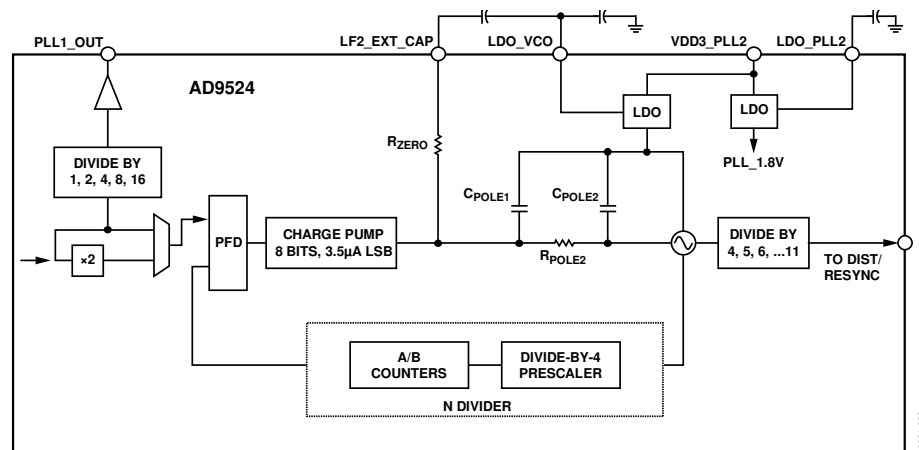 PLL1_OUT
LF2_EXT_CAP
LDO_VCO
VDD3_PLL2
LDO_PLL2
AD9524
LDO
LDO
RZERO
PLL_1.8V
DIVIDE BY
1, 2, 4, 8, 16
CPOLE1
CPOLE2
PFD
CHARGE PUMP
8 BITS, 3.5µA LSB
×2
RPOLE2
DIVIDE BY
4, 5, 6, ...11
TO DIST/
RESYNC
A/B
COUNTERS
DIVIDE-BY-4
PRESCALER
N DIVIDER